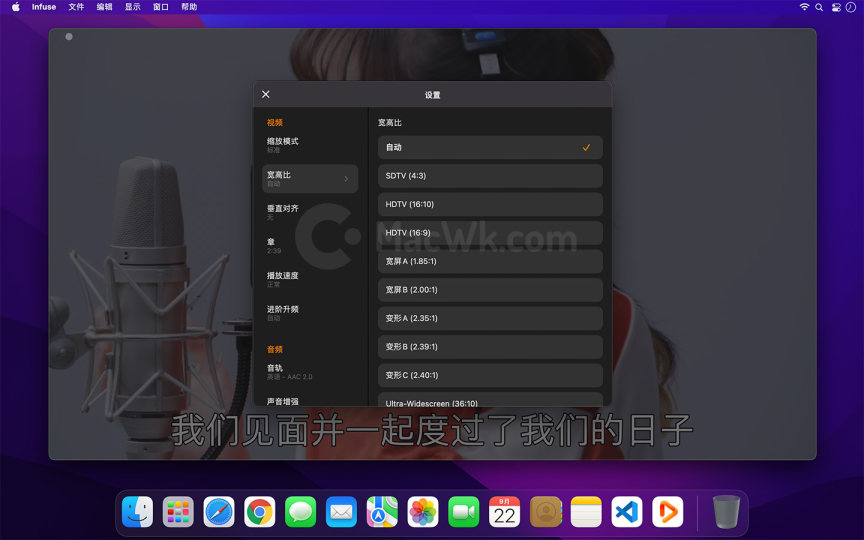 Infuse 文件 编辑 显示 窗口 帮助
设置
视频
缩放模式
标准
宽高比
自动
垂直对齐
无
章
2:39
播放速度
正常
进阶升频
自动
音频
音轨
英语 – AAC 2.0
声音增强
宽高比
自动
SDTV (4:3)
HDTV (16:10)
HDTV (16:9)
宽屏 A (1.85:1)
宽屏 B (2.00:1)
变形 A (2.35:1)
变形 B (2.39:1)
变形 C (2.40:1)
Ultra-Widescreen (36:10)
MacWk.com
我们见面并一起度过了我们的日子
9月
22